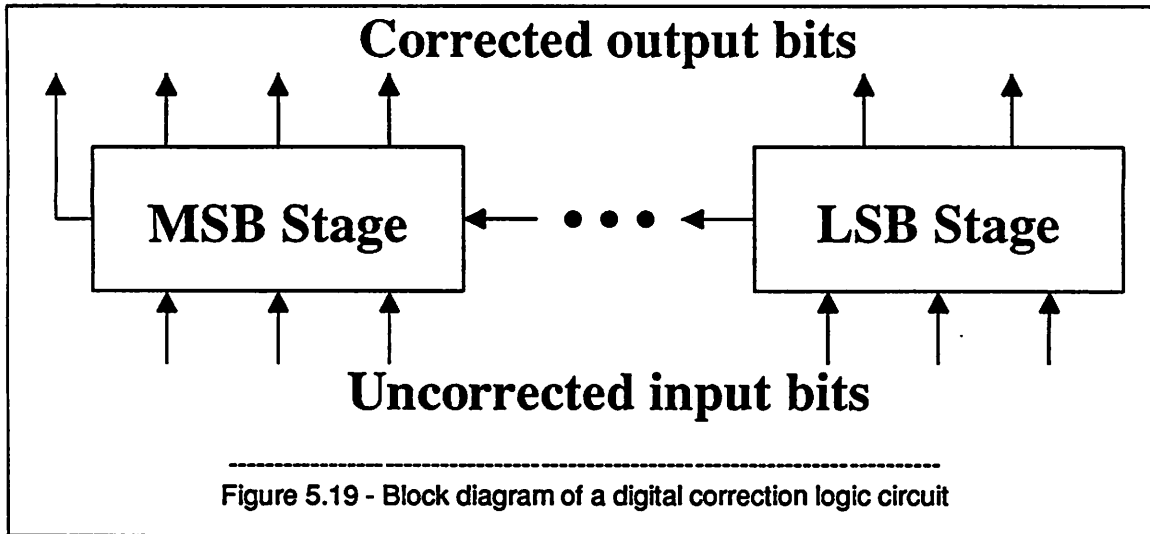 Corrected output bits
MSB Stage
LSB Stage
Uncorrected input bits
Figure 5.19 - Block diagram of a digital correction logic circuit